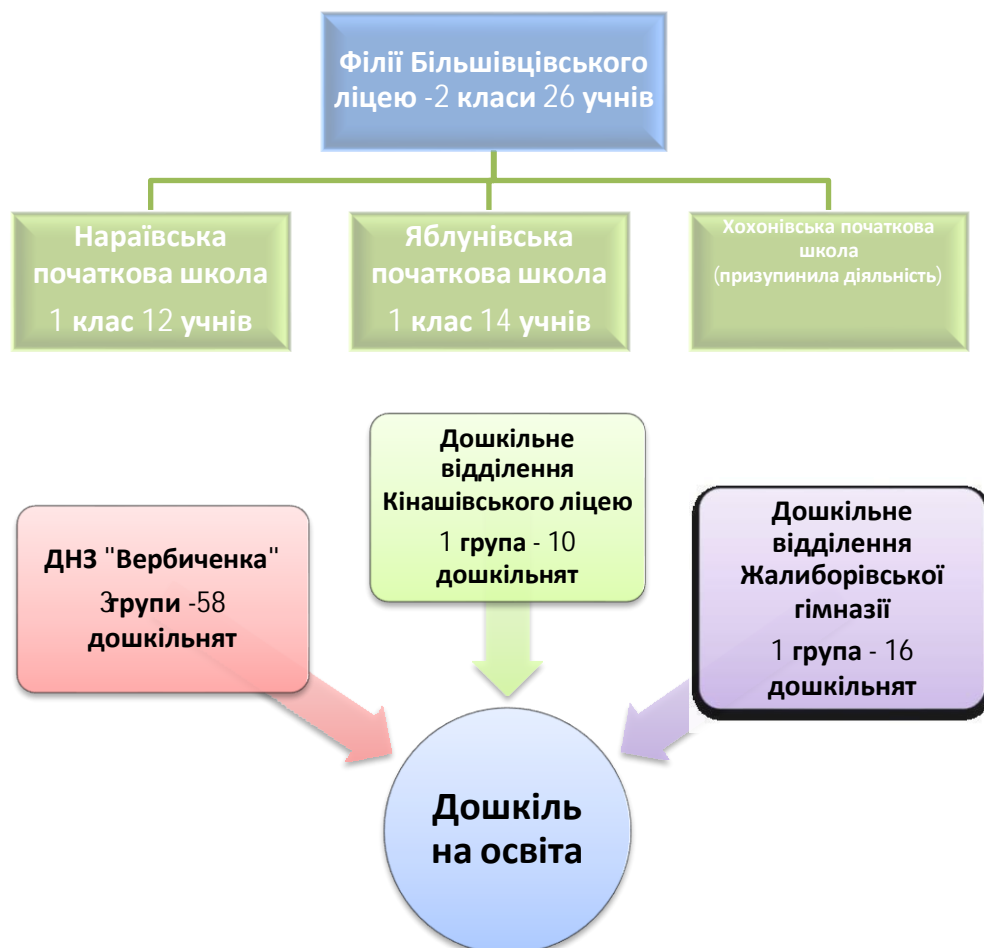 Філії Більшівцівського
ліцею -2 класи 26 учнів
Нараївська
початкова школа
1 клас 12 учнів
Яблунівська
початкова школа
1 клас 14 учнів
Хохонівська початкова
школа
(призупинила діяльність)
Дошкільне
відділення
Кінашівського ліцею
1 група - 10
дошкільнят
ДНЗ "Вербиченка"
3групи -58
дошкільнят
Дошкільне
відділення
Жалиборівської
гімназії
1 група - 16
дошкільнят
Дошкіль
на освіта